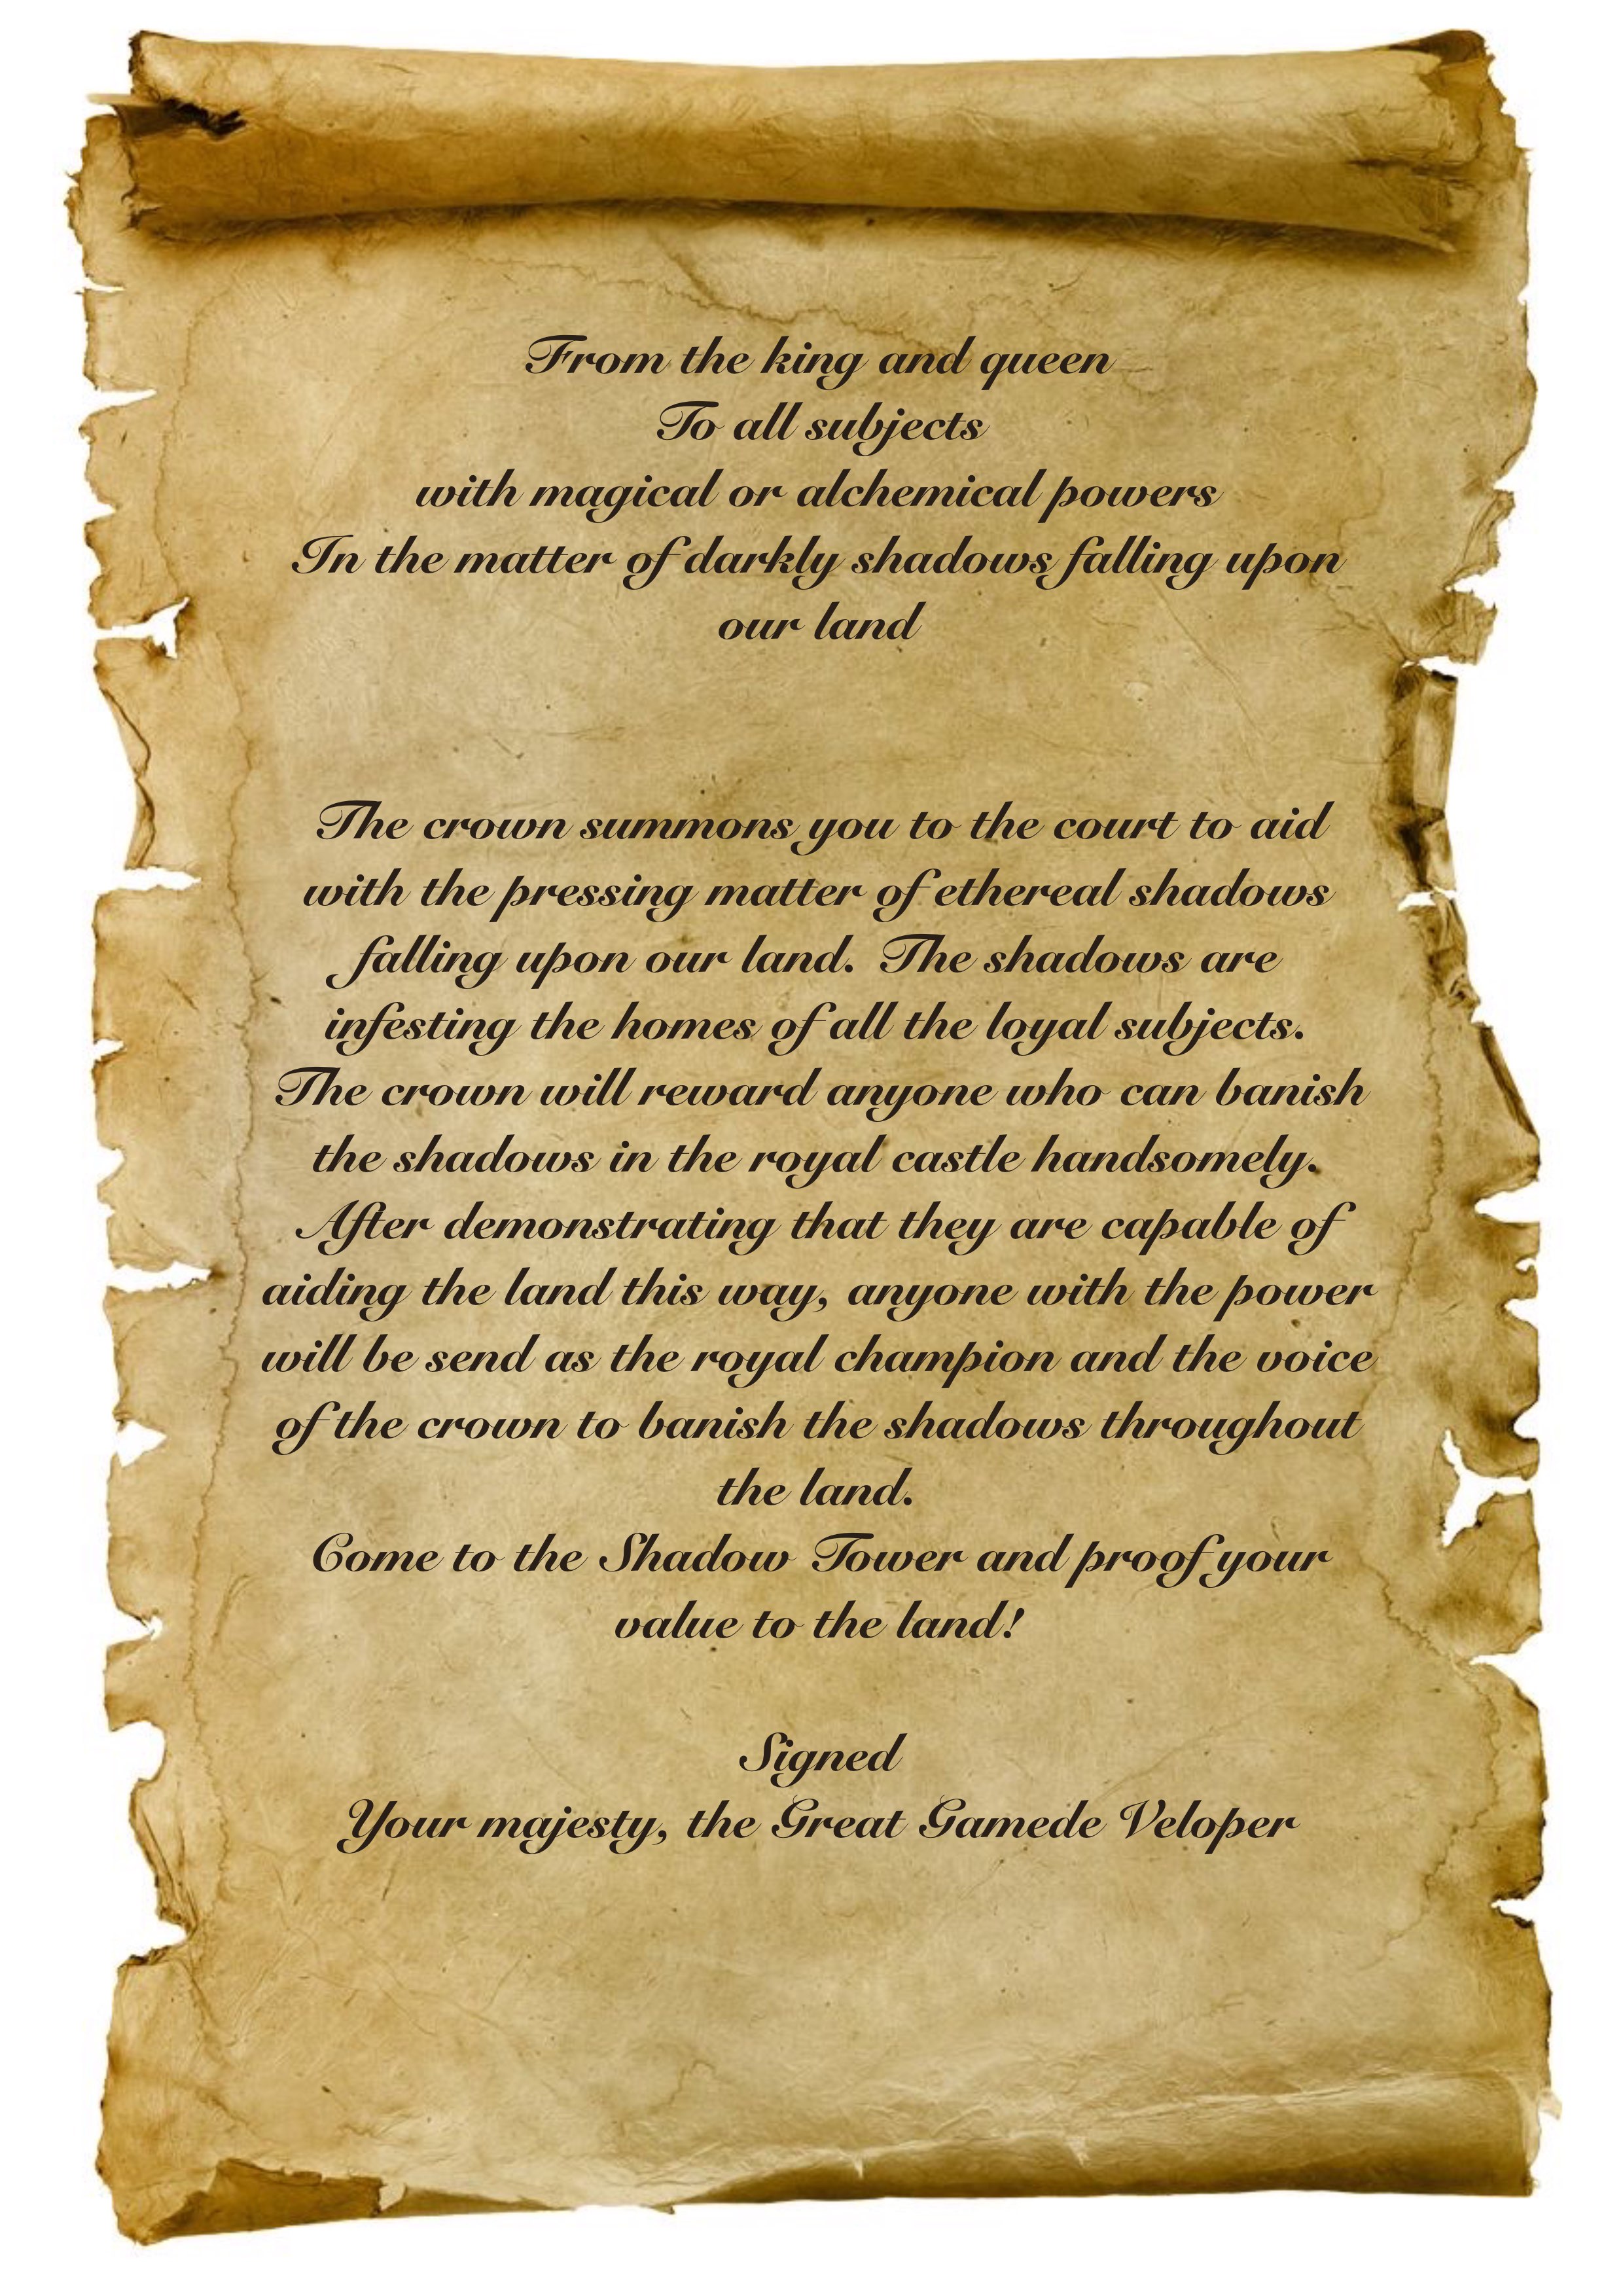 From the king and queen
To all subjects
with magical or alchemical powers
In the matter of darkly shadows falling upon
our land
The crown summons you to the court to aid
with the pressing matter of ethereal shadows
falling upon our land. The shadows are
infesting the homes of all the loyal subjects.
The crown will reward anyone who can banish
the shadows in the royal castle handsomely.
After demonstrating that they are capable of
aiding the land this way, anyone with the power
will be send as the royal champion and the voice
of the crown to banish the shadows throughout
the land.
Come to the Shadow Tower and proof your
value to the land!
Signed
Your majesty, the Great Gamede Veloper